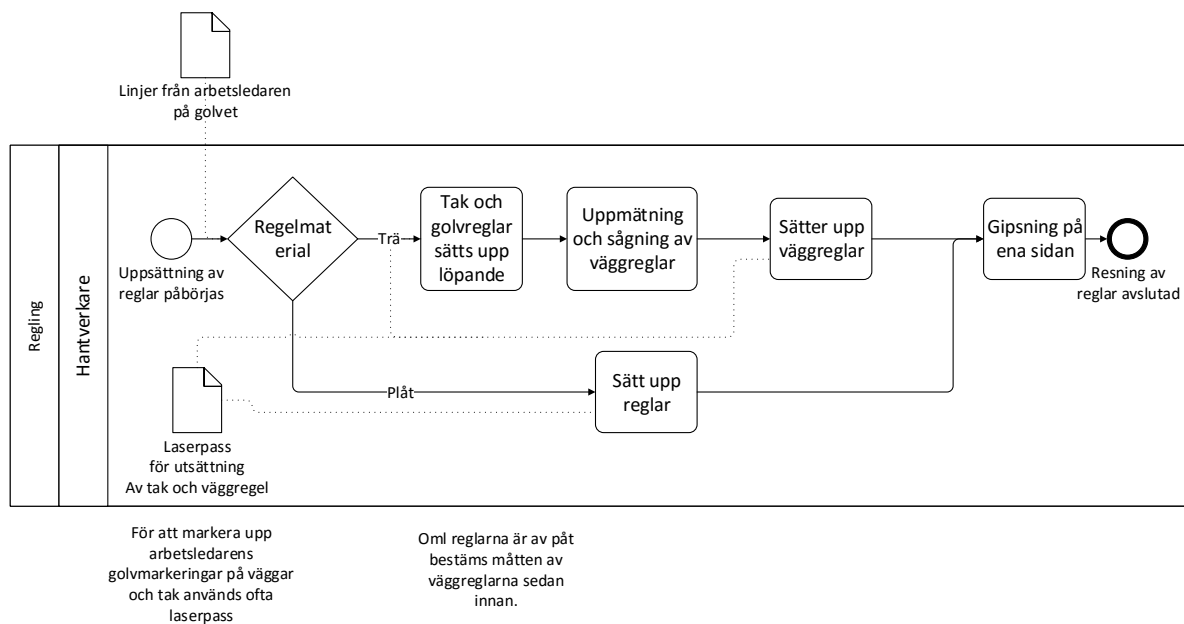 Linjer från arbetsledaren
på golvet
Regling
Hantverkare
Uppsättning av
reglar påbörjas
Regelmat
erial
Trä
Tak och
golvreglar
sätts upp
löpande
Uppmätning
och sågning av
väggreglar
Sätter upp
väggreglar
Gipsning på
ena sidan
Resning av
reglar avslutad
Plåt
Sätt upp
reglar
Laserpass
för utsättning
Av tak och väggregel
För att markera upp
arbetsledarens
golvmarkeringar på väggar
och tak används ofta
laserpass
Oml reglarna är av påt
bestäms måtten av
väggreglarna sedan
innan.